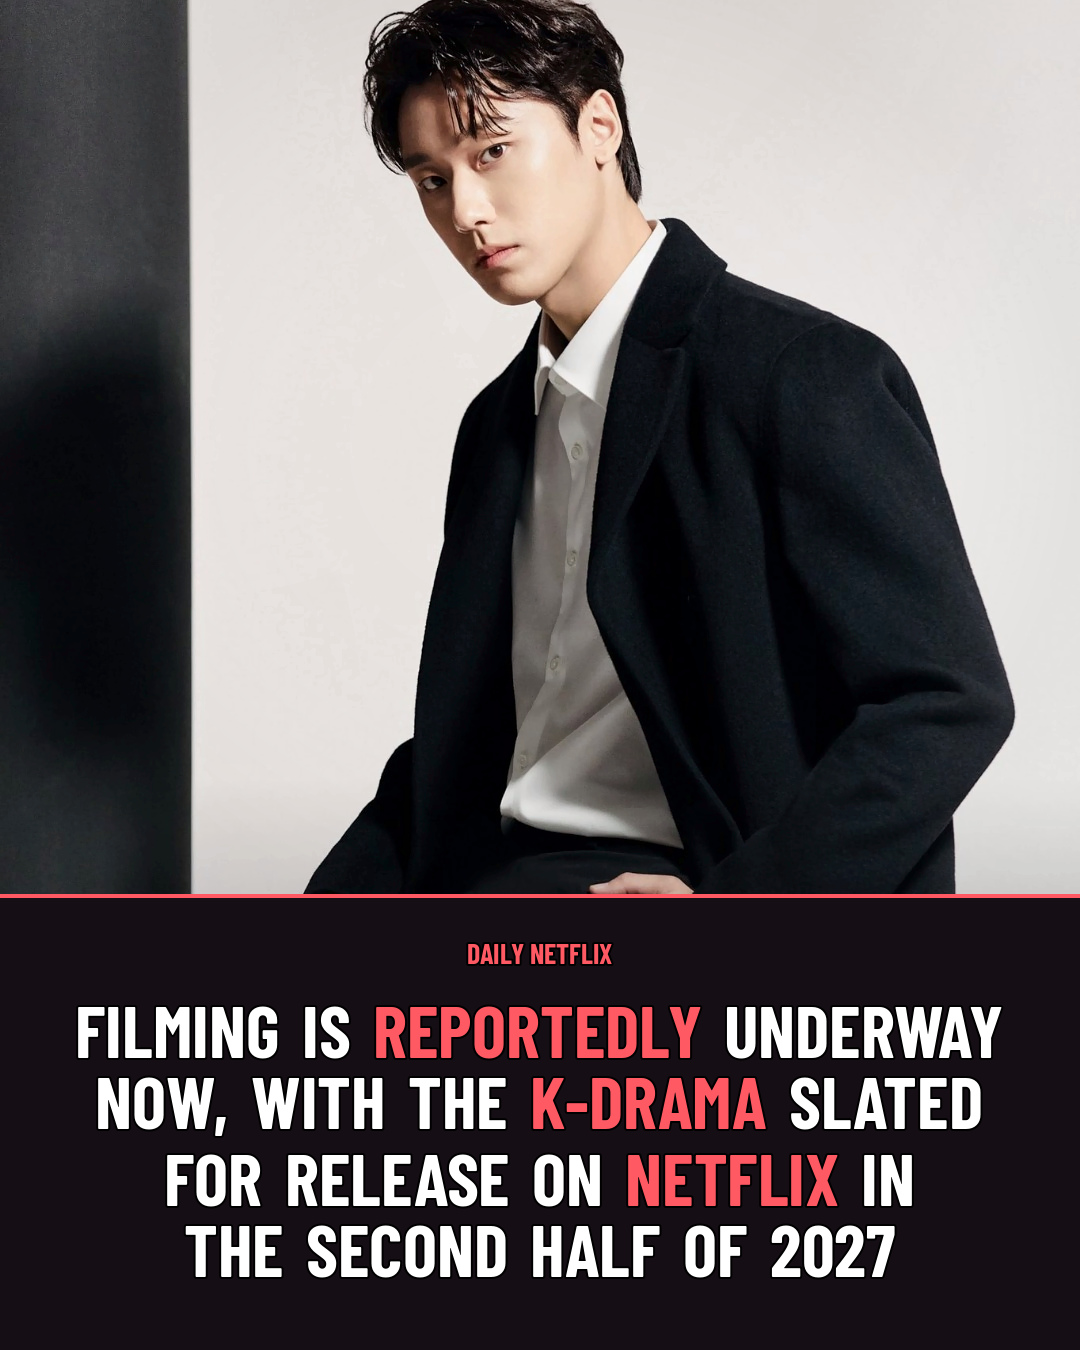 DAILY NETFLIX
FILMING IS REPORTEDLY UNDERWAY
NOW, WITH THE K-DRAMA SLATED
FOR RELEASE ON NETFLIX IN
THE SECOND HALF OF 2027